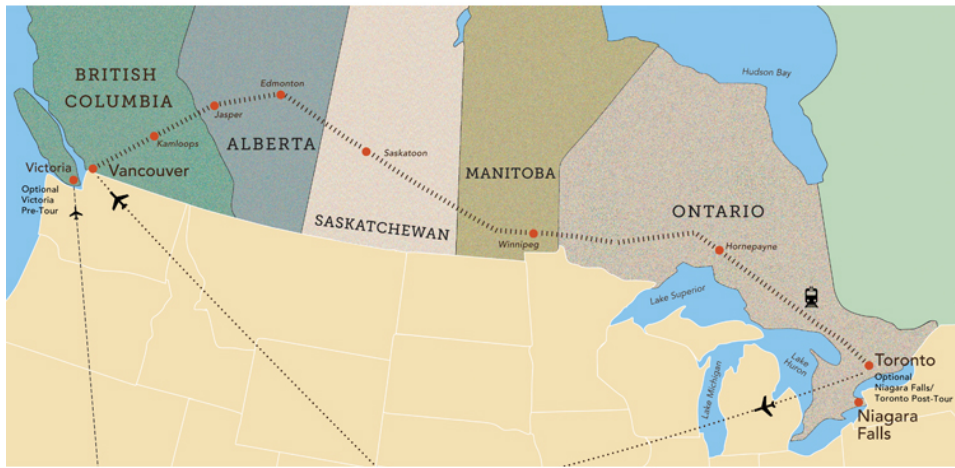 BRITISH
COLUMBIA
Hudson Bay
Edmonton
Jasper
Kamloops
ALBERTA
Saskatoon
Victoria
Vancouver
MANITOBA
Optional
Victoria
Pre-Tour
SASKATCHEWAN
ONTARIO
Winnipeg
Hornepayne
Lake Superior
Lake Huron
Lake Michigan
Toronto
Optional
Niagara Falls/
Toronto Post-Tour
Niagara
Falls